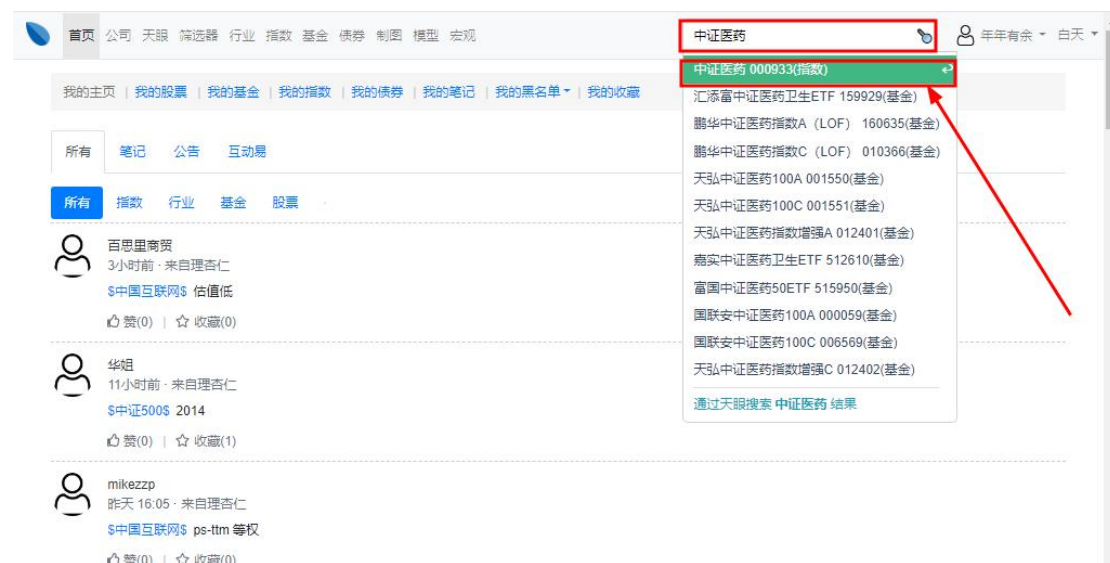 首页 公司 天眼 筛选器 行业 指数 基金 债券 制图 模型 宏观 中证医药 年年有余 白天
我的主页 | 我的股票 | 我的基金 | 我的指数 | 我的债券 | 我的笔记 | 我的黑名单 | 我的收藏
所有 笔记 公告 互动易
所有 指数 行业 基金 股票
百思里商贸
3小时前 · 来自理杏仁
$中国互联网$ 估值低
赞(0) | 收藏(0)
华姐
11小时前 · 来自理杏仁
$中证500$ 2014
赞(0) | 收藏(1)
mikezzp
昨天 16:05 · 来自理杏仁
$中国互联网$ ps-ttm 等权
赞(0) | 收藏(0)
中证医药 000933(指数)
汇添富中证医药卫生ETF 159929(基金)
鹏华中证医药指数A（LOF） 160635(基金)
鹏华中证医药指数C（LOF） 010366(基金)
天弘中证医药100A 001550(基金)
天弘中证医药100C 001551(基金)
天弘中证医药指数增强A 012401(基金)
嘉实中证医药卫生ETF 512610(基金)
富国中证医药50ETF 515950(基金)
国联安中证医药100A 000059(基金)
国联安中证医药100C 006569(基金)
天弘中证医药指数增强C 012402(基金)
通过天眼搜索 中证医药 结果